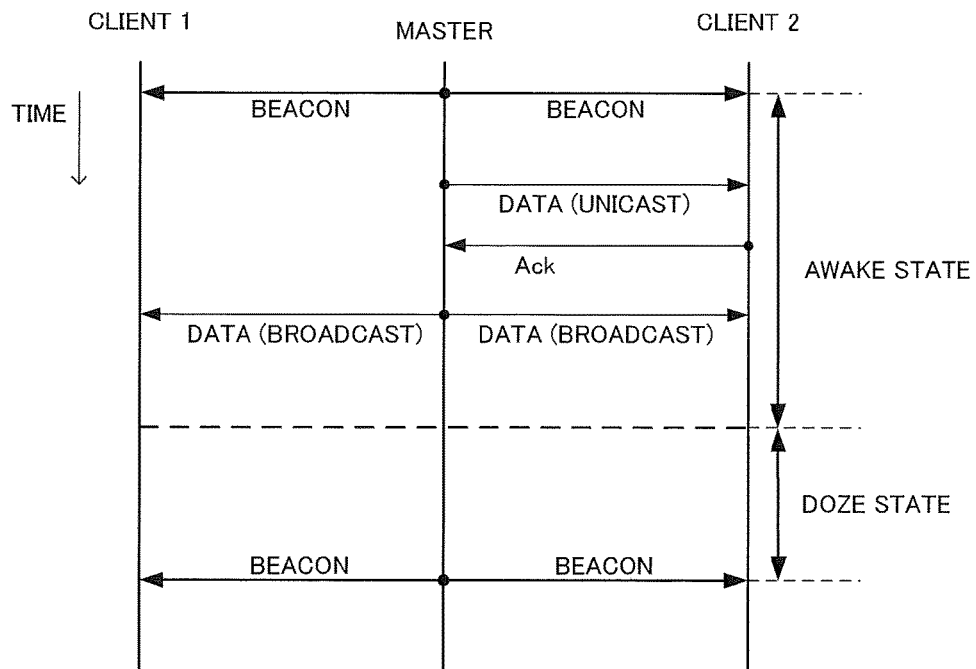 CLIENT 1
MASTER
CLIENT 2
TIME
BEACON
BEACON
DATA (UNICAST)
Ack
AWAKE STATE
DATA (BROADCAST)
DATA (BROADCAST)
DOZE STATE
BEACON
BEACON